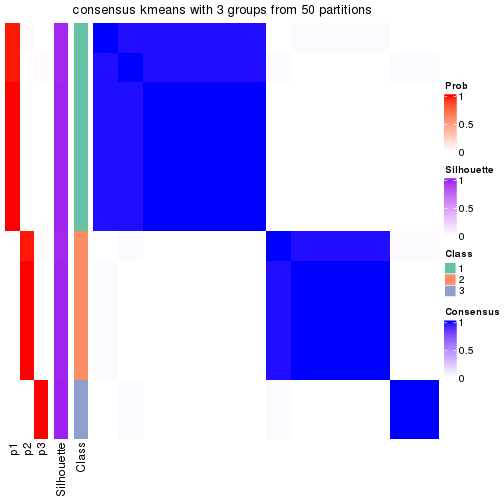 consensus kmeans with 3 groups from 50 partitions
Prob
1
0.5
0
Silhouette
1
0.5
0
Class
1
2
3
Consensus
1
0.5
0
p1
p2
p3
Silhouette
Class